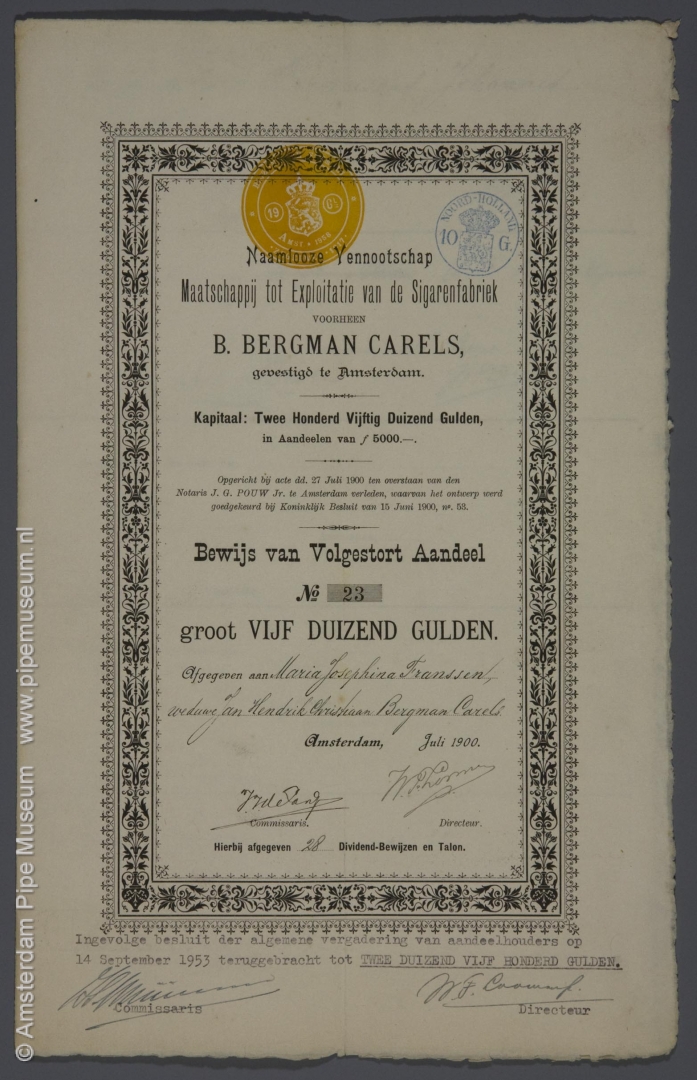 19
NOORD-HOLLAND
10 G.
Naamlooze Vennootschap
Maatschappij tot Exploitatie van de Sigarenfabriek
VOORHEEN
B. BERGMAN CARELS,
gevestigd te Amsterdam.
Kapitaal: Twee Honderd Vijftig Duizend Gulden,
in Aandeelen van ƒ 5000.—.
Opgericht bij acte dd. 27 Juli 1900 ten overstaan van den
Notaris J. G. POUW Jr. te Amsterdam verleden, waarvan het ontwerp werd
goedgekeurd bij Koninklijk Besluit van 15 Juni 1900, no. 53.
Bewijs van Volgestort Aandeel
No 23
groot VIJF DUIZEND GULDEN.
Afgegeven aan Maria Josephina Franssen,
weduwe Jan Hendrik Christiaan Bergman Carels
Amsterdam, Juli 1900.
Commissaris. Directeur.
Hierbij afgegeven 28 Dividend-Bewijzen en Talon.
Ingevolge besluit der algemene vergadering van aandeelhouders op
14 September 1953 teruggebracht tot TWEE DUIZEND VIJF HONDERD GULDEN.
Commissaris Directeur
© Amsterdam Pipe Museum www.pipemuseum.nl